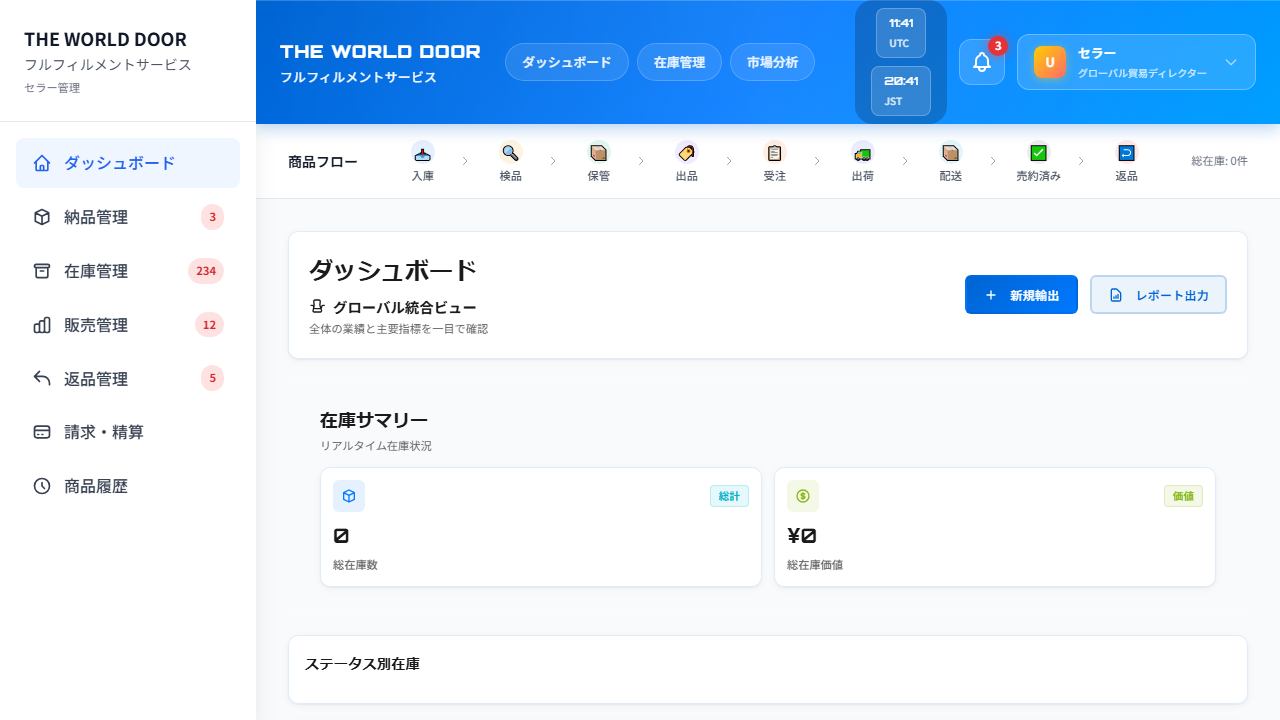 THE WORLD DOOR
フルフィルメントサービス
セラー管理
ダッシュボード
納品管理 3
在庫管理 234
販売管理 12
返品管理 5
請求・精算
商品履歴
THE WORLD DOOR
フルフィルメントサービス
ダッシュボード 在庫管理 市場分析
11:41
UTC
20:41
JST
3
U
セラー
グローバル貿易ディレクター
商品フロー
入庫 検品 保管 出品 受注 出荷 配送 売約済み 返品
総在庫: 0件
ダッシュボード
グローバル統合ビュー
全体の業績と主要指標を一目で確認
新規輸出 レポート出力
在庫サマリー
リアルタイム在庫状況
総計
0
総在庫数
価値
¥0
総在庫価値
ステータス別在庫